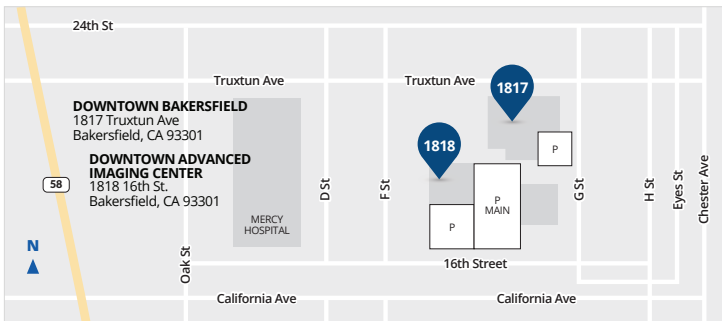 24th St
Truxtun Ave
Truxtun Ave
1817
DOWNTOWN BAKERSFIELD
1817 Truxtun Ave
Bakersfield, CA 93301
1818
P
DOWNTOWN ADVANCED
IMAGING CENTER
1818 16th St.
Bakersfield, CA 93301
58
D St
F St
G St
H St
Eyes St
Chester Ave
P
MAIN
MERCY
HOSPITAL
P
N
Oak St
16th Street
California Ave
California Ave